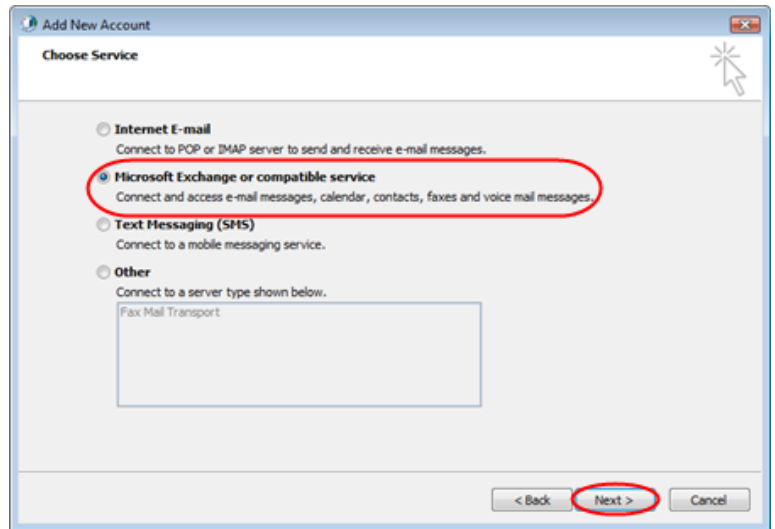 Add New Account
Choose Service
Internet E-mail
Connect to POP or IMAP server to send and receive e-mail messages.
Microsoft Exchange or compatible service
Connect and access e-mail messages, calendar, contacts, faxes and voice mail messages.
Text Messaging (SMS)
Connect to a mobile messaging service.
Other
Connect to a server type shown below.
Fax Mail Transport
< Back Next > Cancel